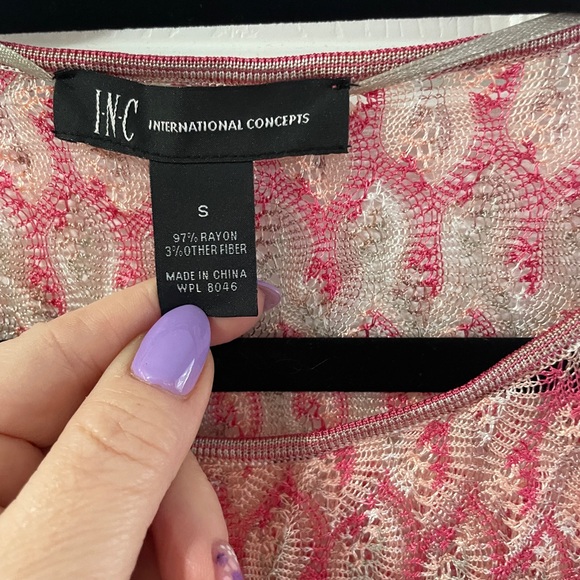 I·N·C INTERNATIONAL CONCEPTS
S
97% RAYON
3% OTHER FIBER
MADE IN CHINA
WPL 8046